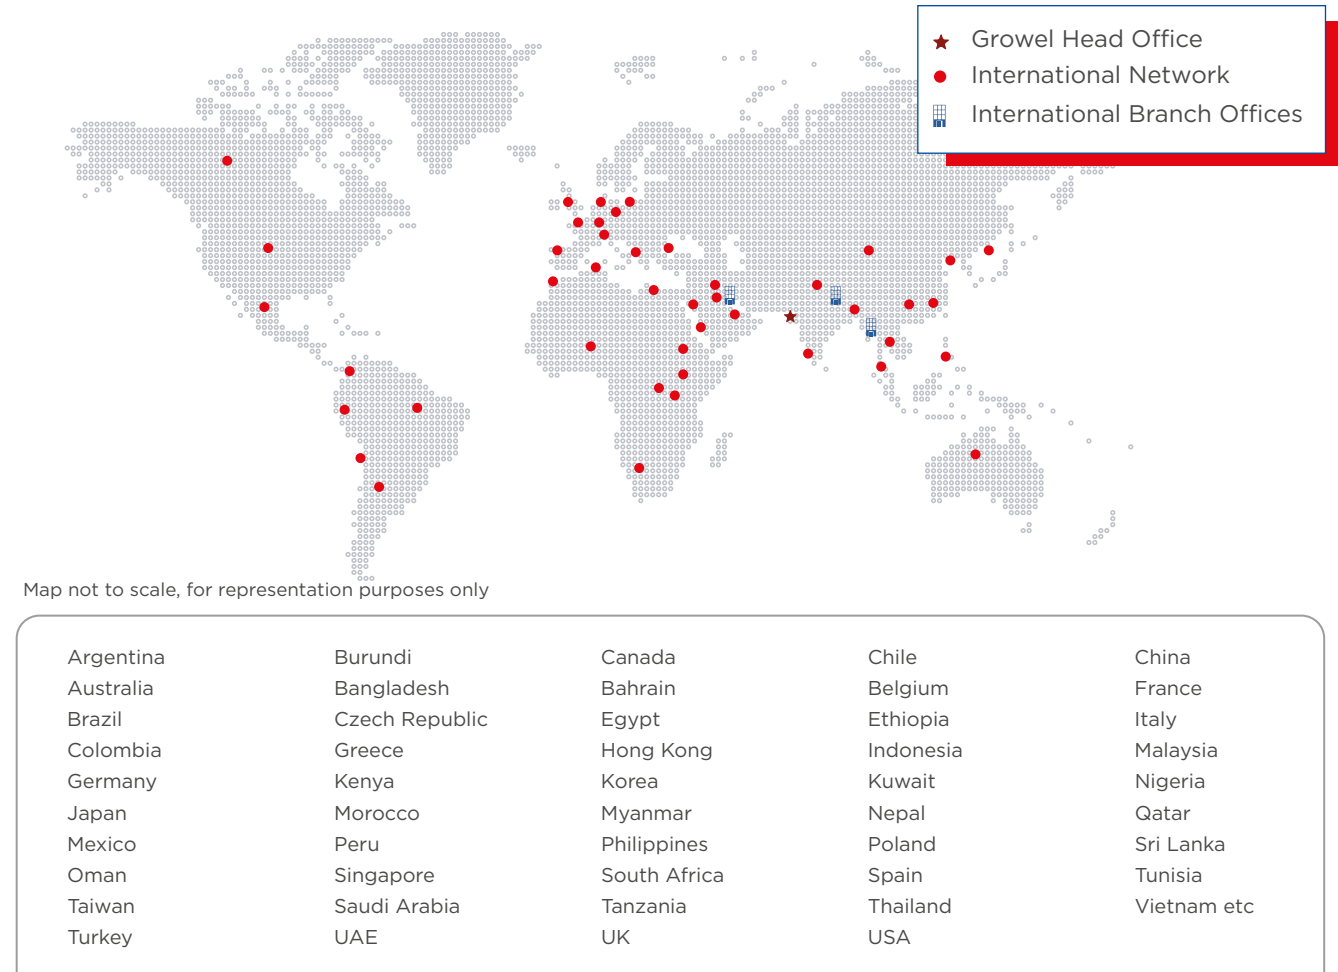 Growel Head Office
International Network
International Branch Offices
Map not to scale, for representation purposes only
Argentina Burundi Canada Chile China
Australia Bangladesh Bahrain Belgium France
Brazil Czech Republic Egypt Ethiopia Italy
Colombia Greece Hong Kong Indonesia Malaysia
Germany Kenya Korea Kuwait Nigeria
Japan Morocco Myanmar Nepal Qatar
Mexico Peru Philippines Poland Sri Lanka
Oman Singapore South Africa Spain Tunisia
Taiwan Saudi Arabia Tanzania Thailand Vietnam etc
Turkey UAE UK USA